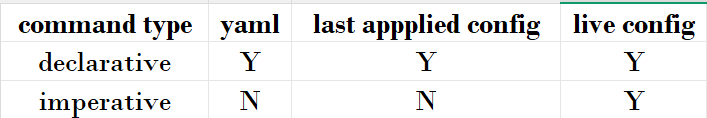 command type yaml last appplied config live config
declarative Y Y Y
imperative N N Y